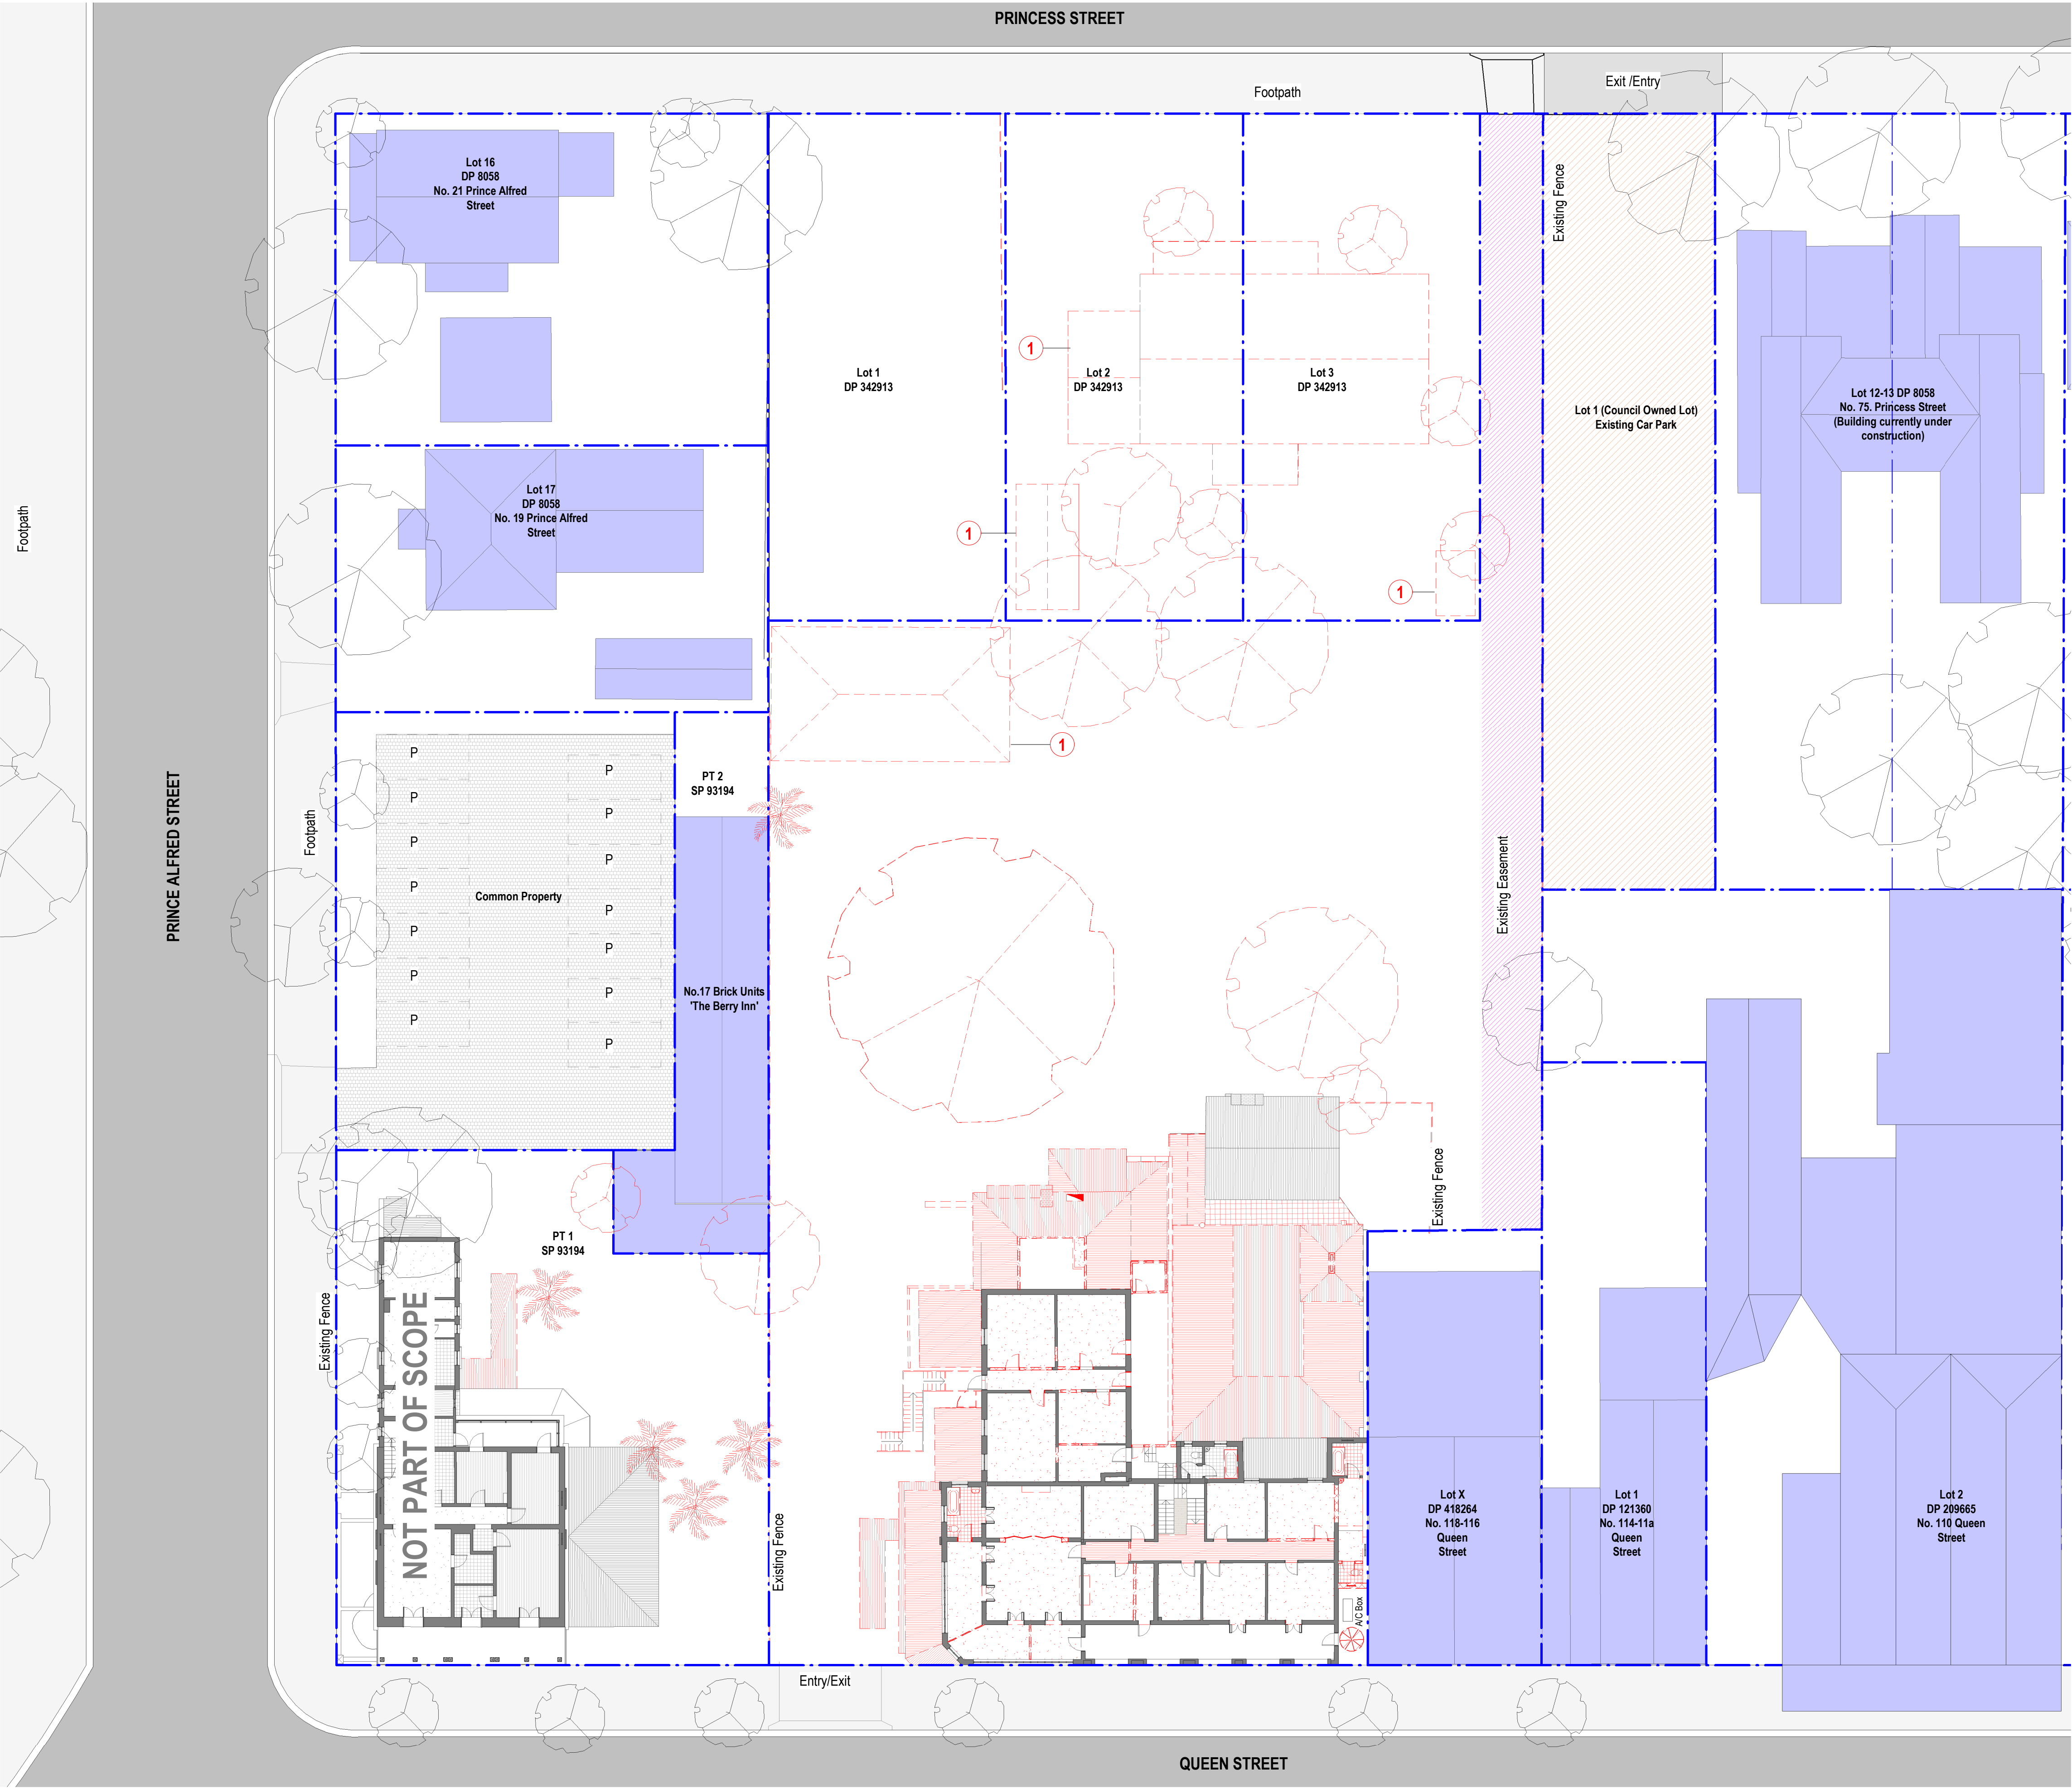 PRINCESS STREET
Exit /Entry
Footpath
Lot 16
DP 8058
No. 21 Prince Alfred
Street
Existing Fence
1
Lot 1
DP 342913
Lot 2
DP 342913
Lot 3
DP 342913
Lot 1 (Council Owned Lot)
Existing Car Park
Lot 12-13 DP 8058
No. 75. Princess Street
(Building currently under
construction)
Footpath
Lot 17
DP 8058
No. 19 Prince Alfred
Street
1
1
1
PRINCE ALFRED STREET
Footpath
P
P
P
P
P
P
P
P
P
P
P
P
P
P
Common Property
PT 2
SP 93194
Existing Easement
No.17 Brick Units
'The Berry Inn'
Existing Fence
PT 1
SP 93194
Existing Fence
NOT PART OF SCOPE
Existing Fence
Lot X
DP 418264
No. 118-116
Queen
Street
Lot 1
DP 121360
No. 114-11a
Queen
Street
Lot 2
DP 209665
No. 110 Queen
Street
A/C Box
Entry/Exit
QUEEN STREET